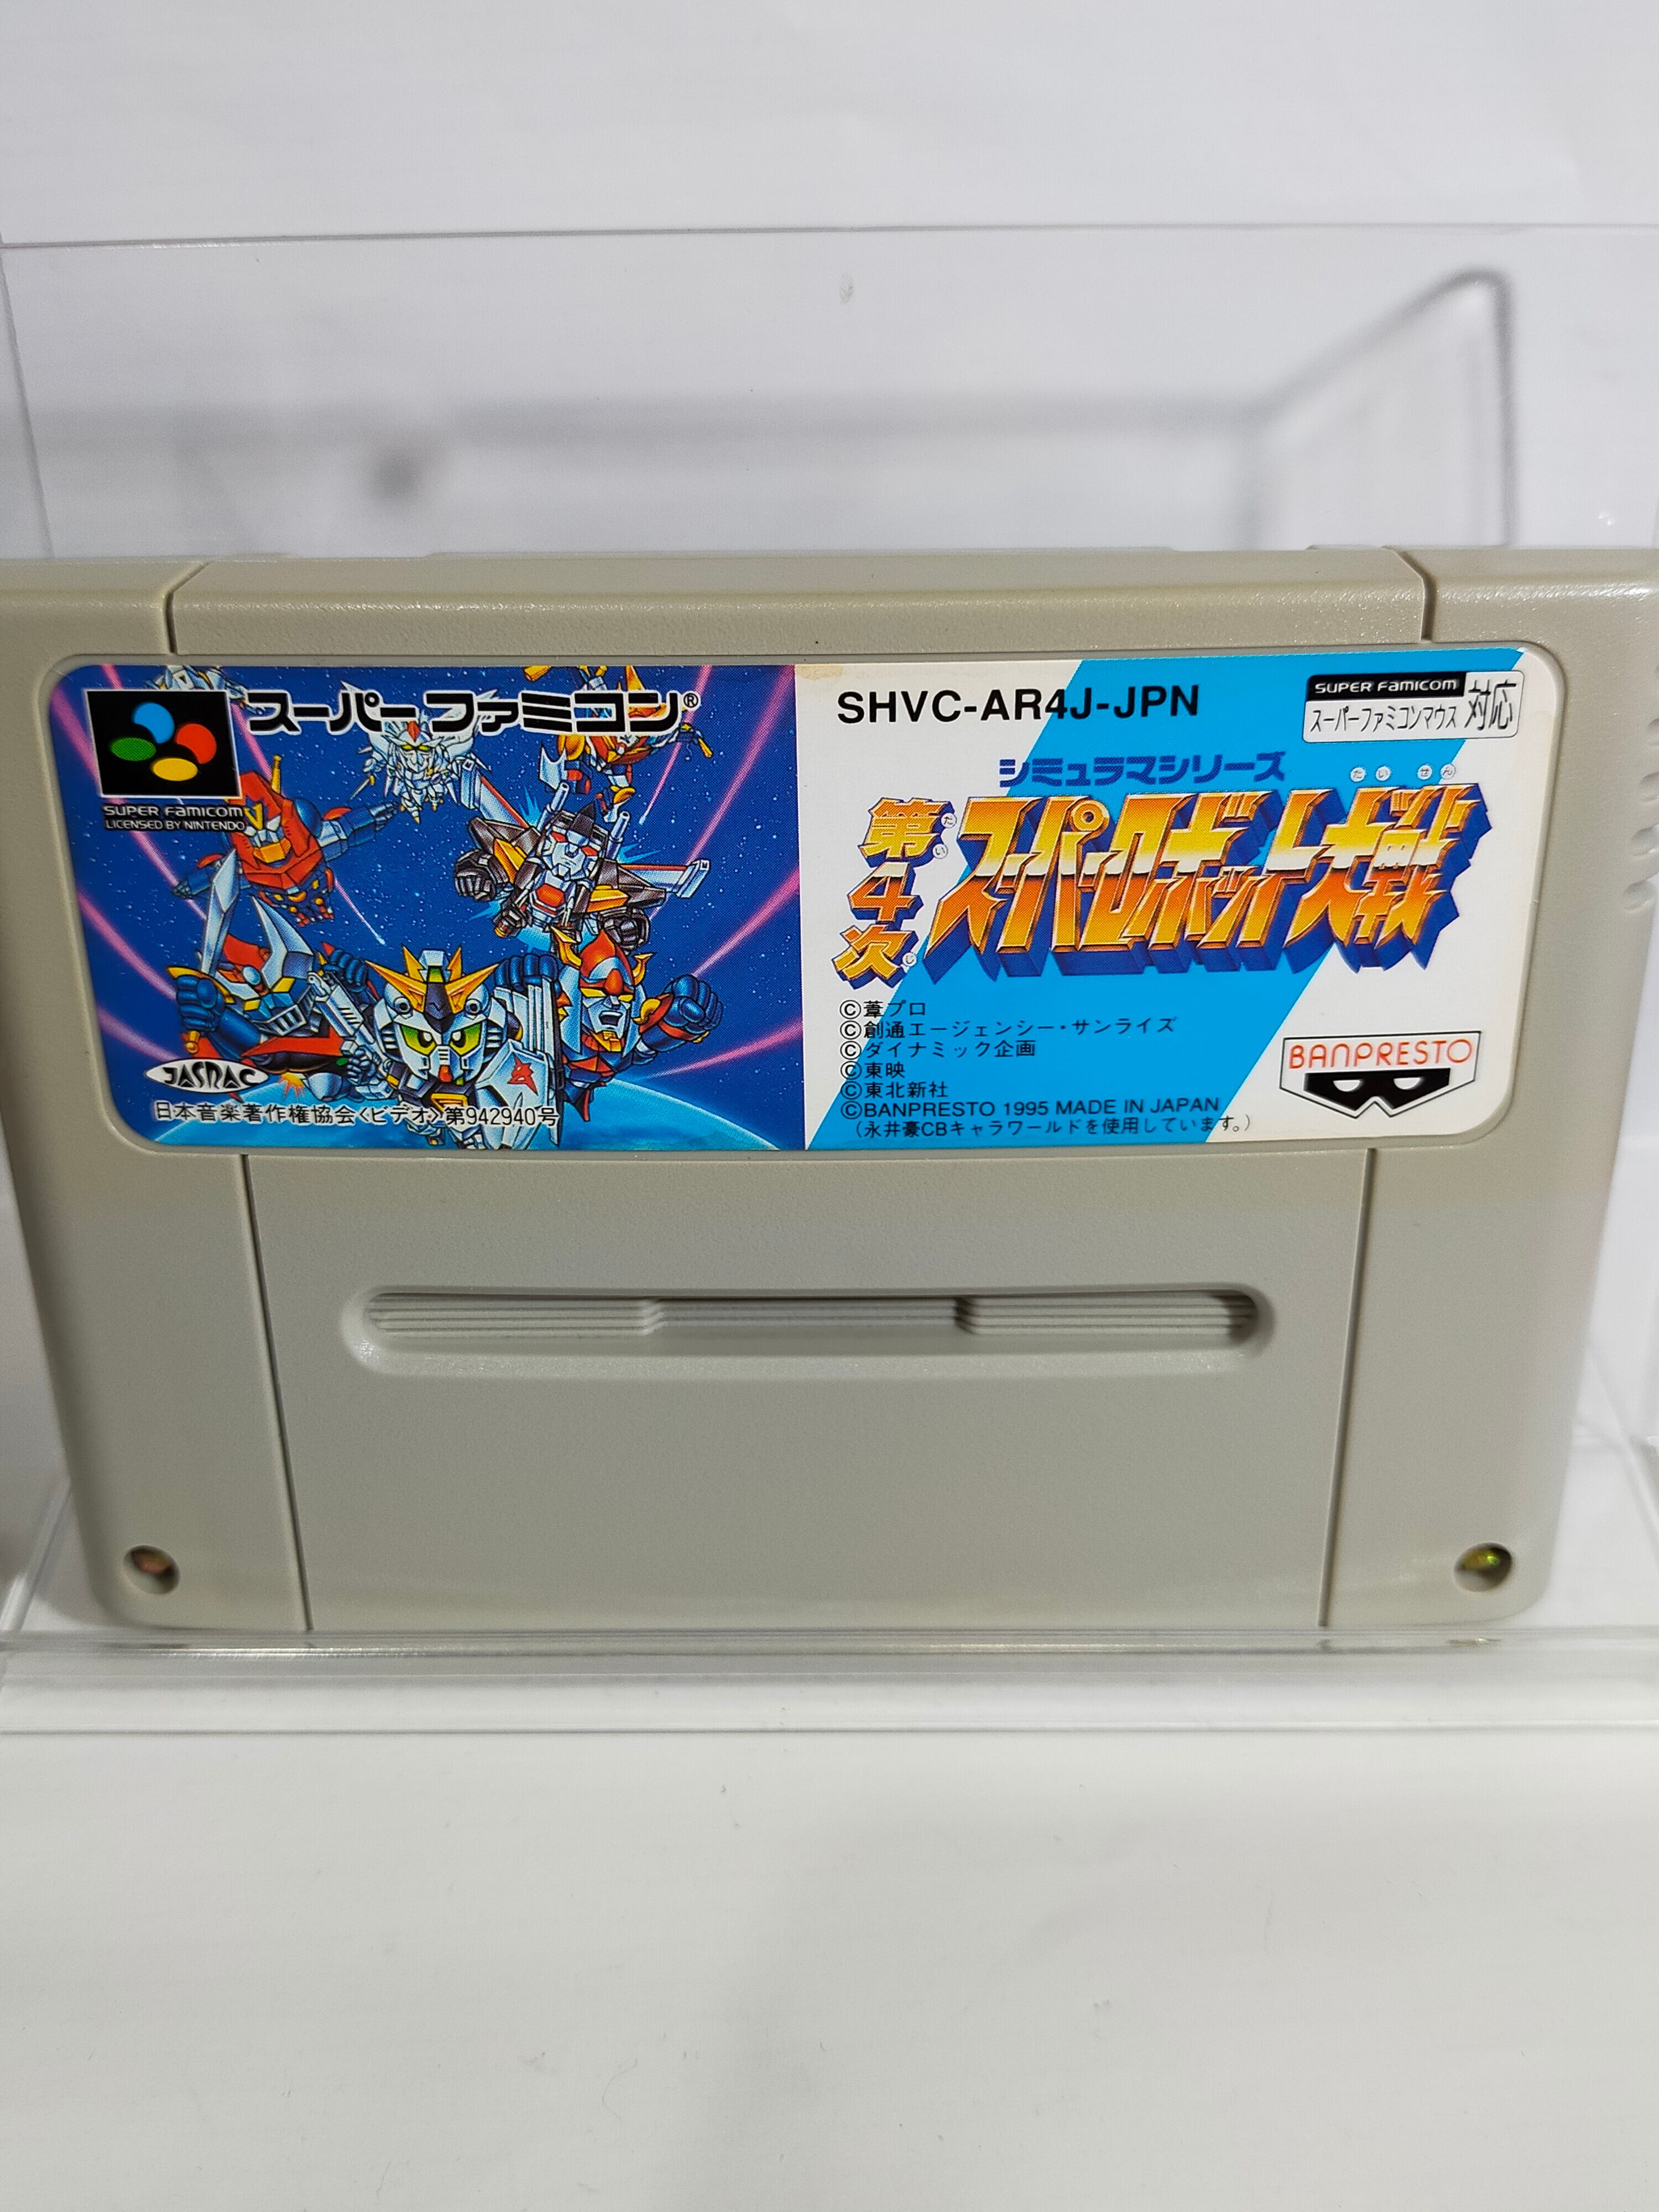 スーパーファミコン®
SUPER FAMICOM
LICENSED BY NINTENDO
JASRAC
日本音楽著作権協会<ビデオ>第942940号
SHVC-AR4J-JPN
SUPER FAMICOM
スーパーファミコンマウス対応
シミュラマシリーズ
たいせん
だい
じ
第4次
スーパーロボット大戦
©葦プロ
©創通エージェンシー・サンライズ
©ダイナミック企画
©東映
©東北新社
©BANPRESTO 1995 MADE IN JAPAN
(永井豪CBキャラワールドを使用しています。)
BANPRESTO